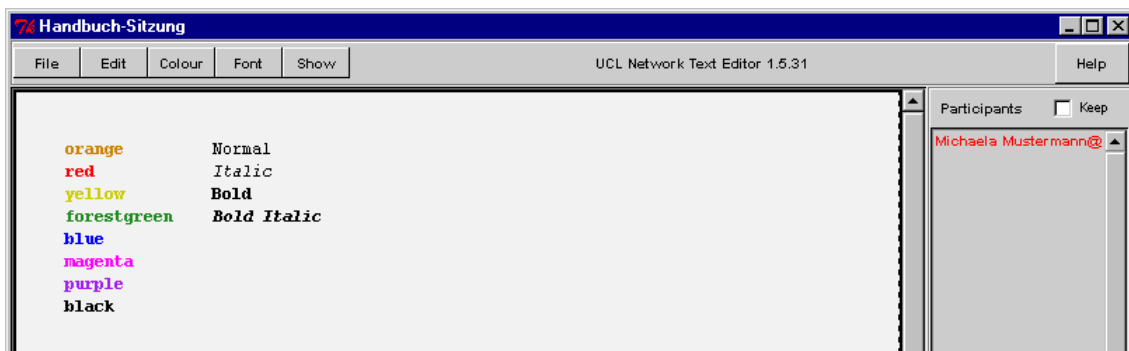 Handbuch-Sitzung
File Edit Colour Font Show UCL Network Text Editor 1.5.31 Help
Participants Keep
Michaela Mustermann@
orange Normal
red Italic
yellow Bold
forestgreen Bold Italic
blue
magenta
purple
black